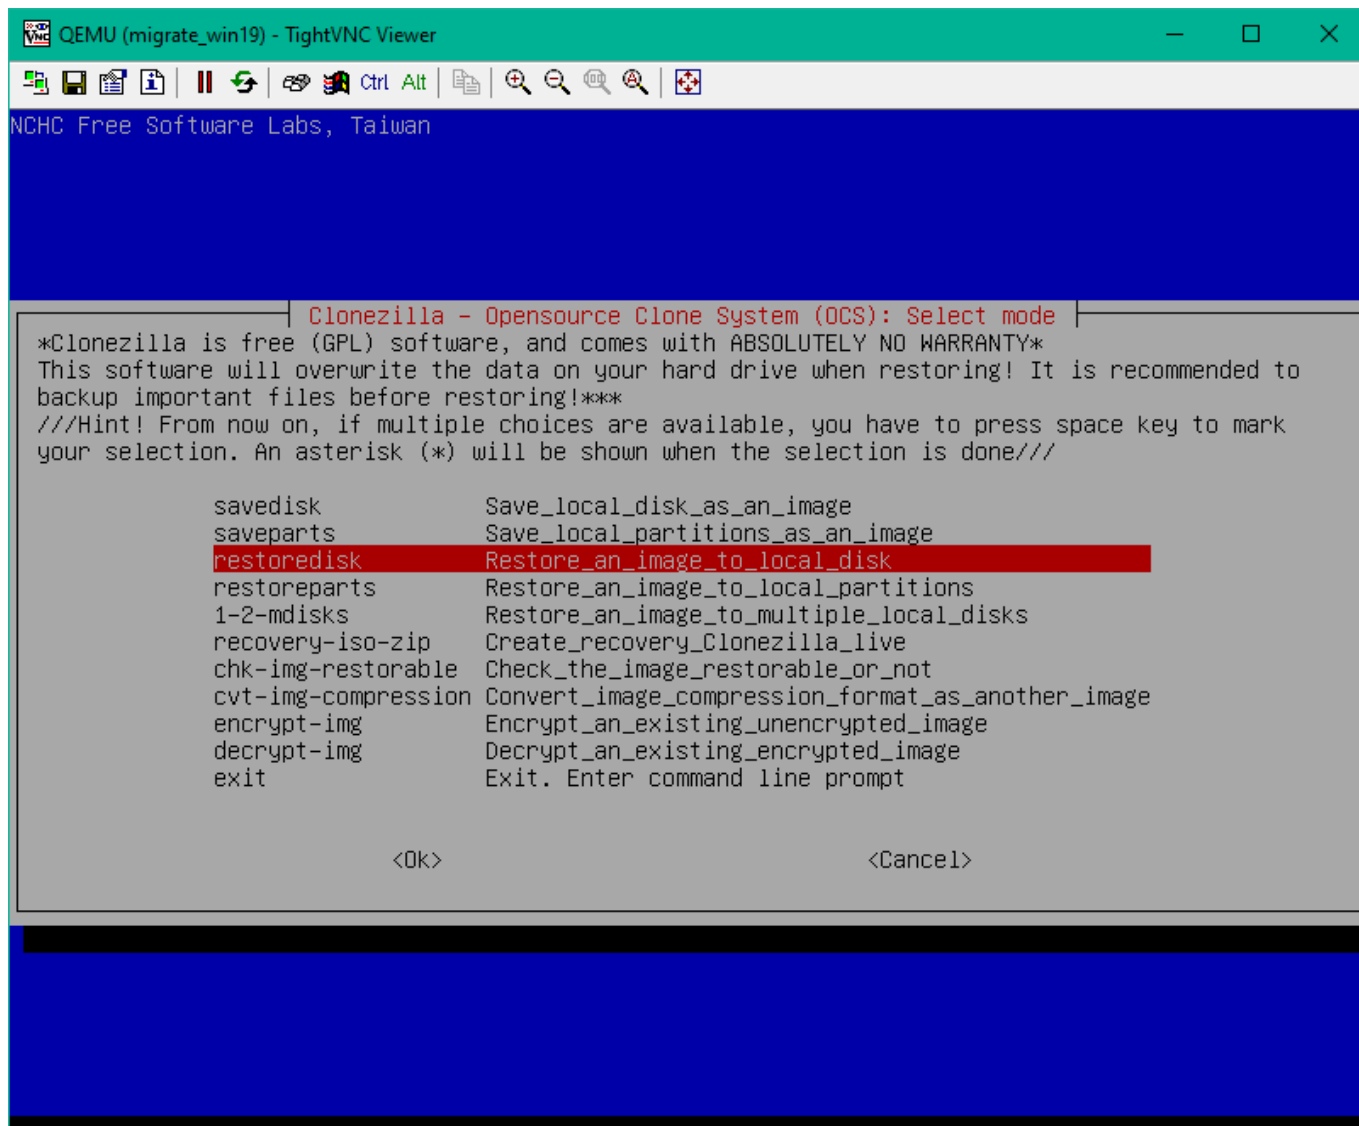 QEMU (migrate_win19) - TightVNC Viewer
Ctrl Alt
NCHC Free Software Labs, Taiwan
Clonezilla - Opensource Clone System (OCS): Select mode
*Clonezilla is free (GPL) software, and comes with ABSOLUTELY NO WARRANTY*
This software will overwrite the data on your hard drive when restoring! It is recommended to
backup important files before restoring!***
///Hint! From now on, if multiple choices are available, you have to press space key to mark
your selection. An asterisk (*) will be shown when the selection is done///
savedisk Save_local_disk_as_an_image
saveparts Save_local_partitions_as_an_image
restoredisk Restore_an_image_to_local_disk
restoreparts Restore_an_image_to_local_partitions
1-2-mdisks Restore_an_image_to_multiple_local_disks
recovery-iso-zip Create_recovery_Clonezilla_live
chk-img-restorable Check_the_image_restorable_or_not
cvt-img-compression Convert_image_compression_format_as_another_image
encrypt-img Encrypt_an_existing_unencrypted_image
decrypt-img Decrypt_an_existing_encrypted_image
exit Exit. Enter command line prompt
<Ok> <Cancel>